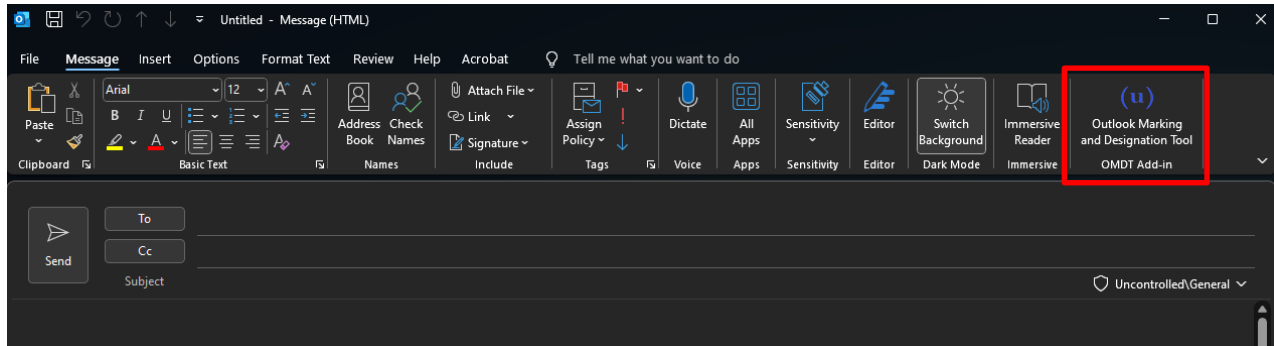 Untitled - Message (HTML)
File Message Insert Options Format Text Review Help Acrobat Tell me what you want to do
Paste
Clipboard
Arial 12 A^ A˅
B I U
A A
Basic Text
Address Book
Check Names
Names
Attach File
Link
Signature
Include
Assign Policy
Tags
Dictate
Voice
All Apps
Apps
Sensitivity
Sensitivity
Editor
Editor
Switch Background
Dark Mode
Immersive Reader
Immersive
(u)
Outlook Marking
and Designation Tool
OMDT Add-in
Send
To
Cc
Subject
Uncontrolled\General